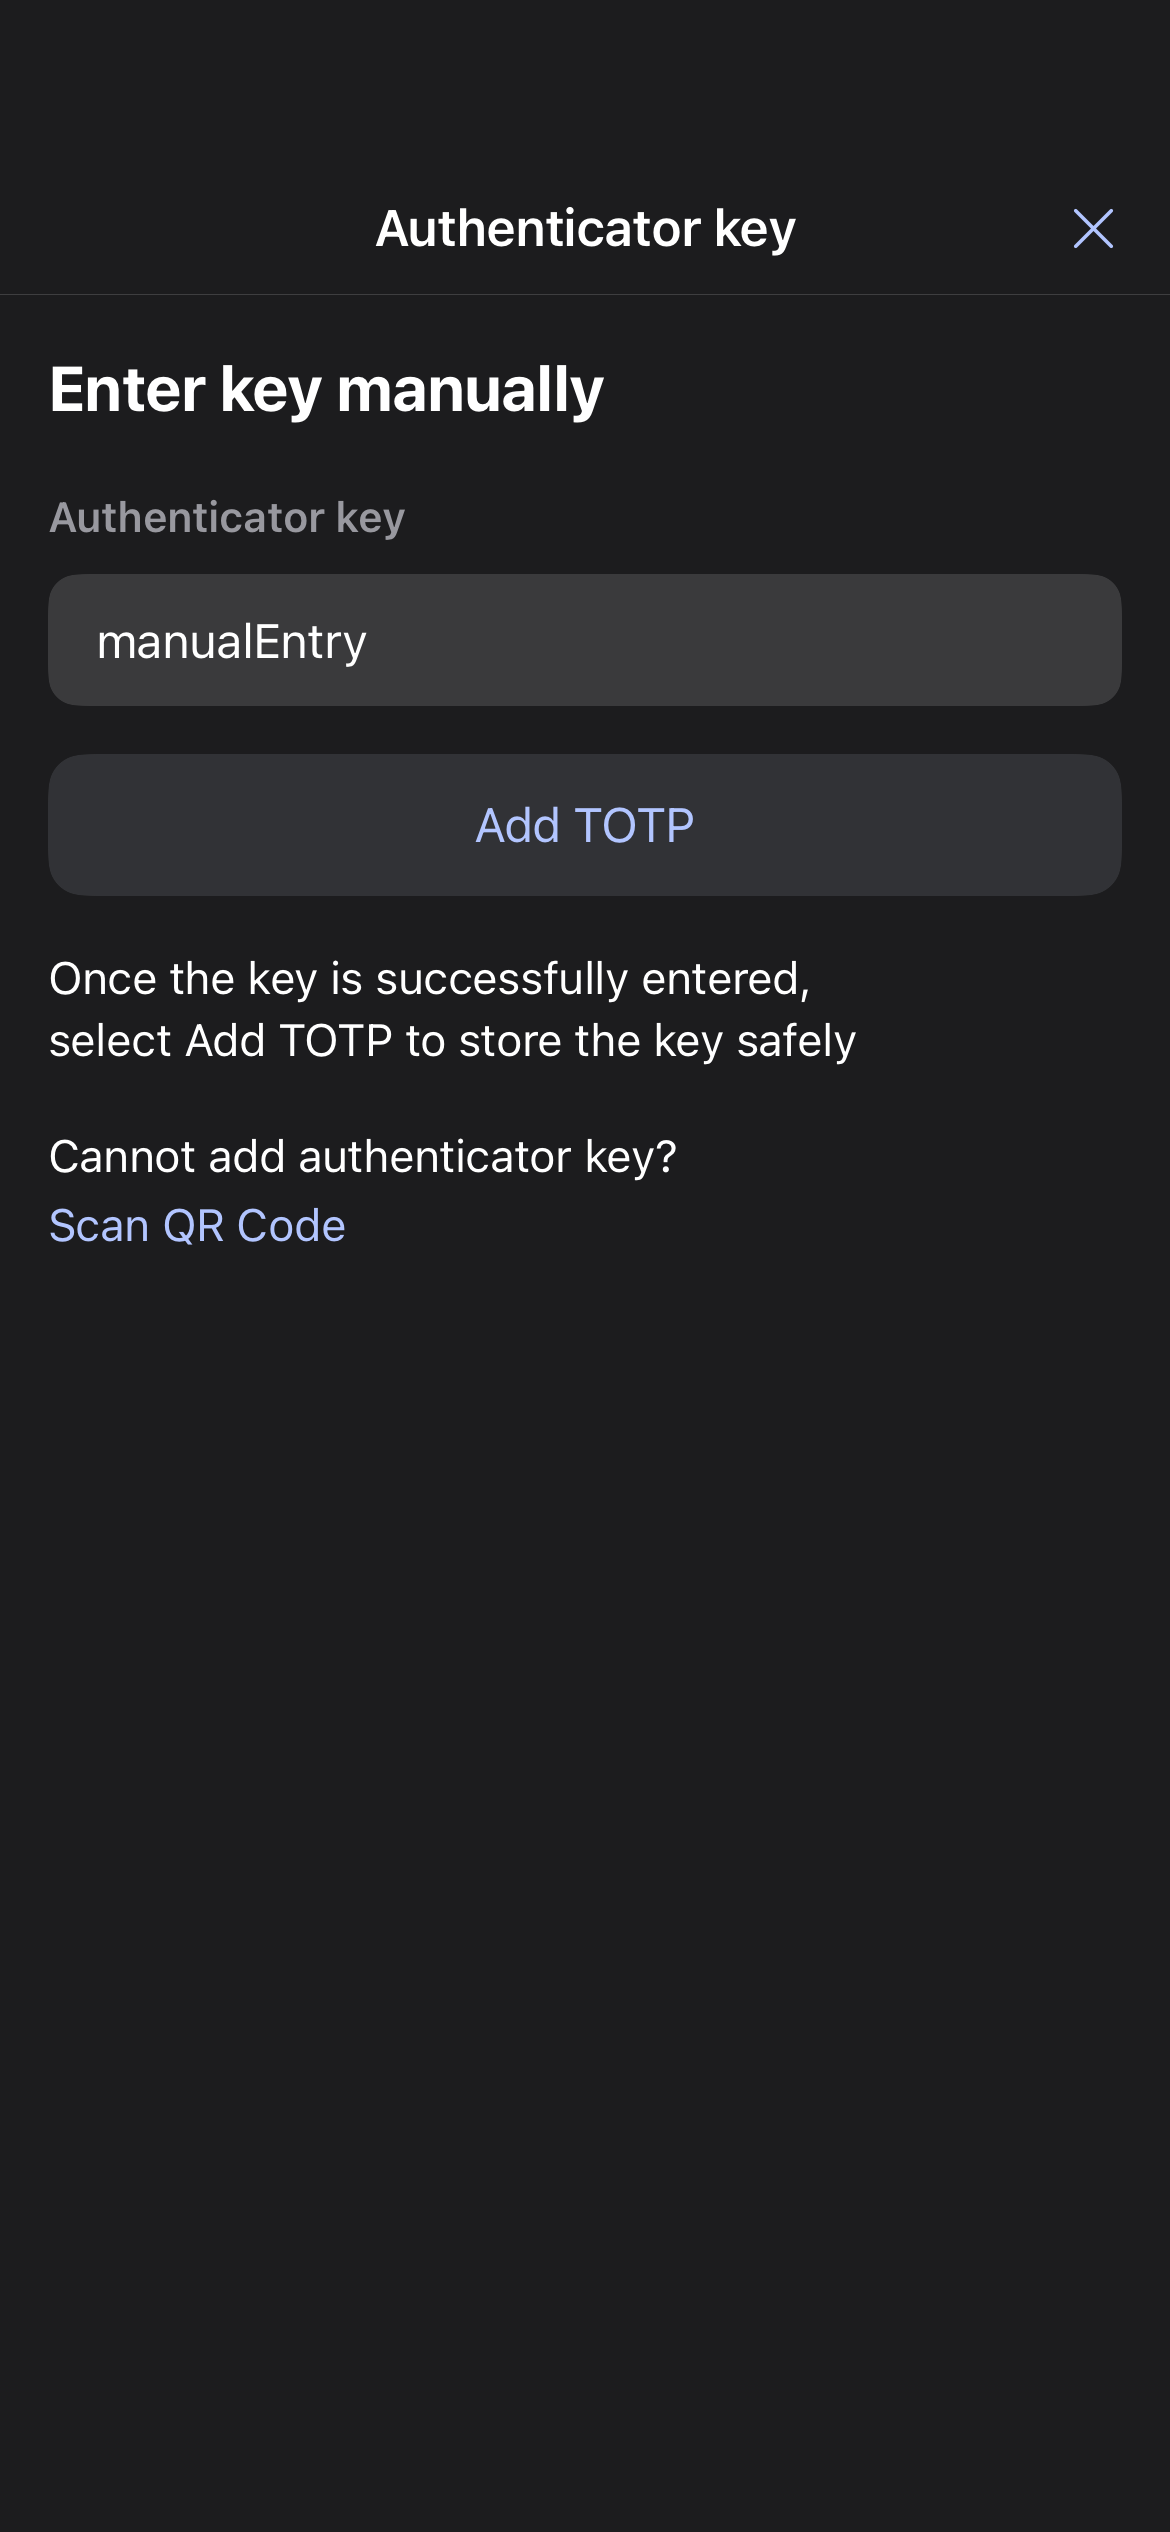 Authenticator key
Enter key manually
Authenticator key
manualEntry
Add TOTP
Once the key is successfully entered,
select Add TOTP to store the key safely
Cannot add authenticator key?
Scan QR Code